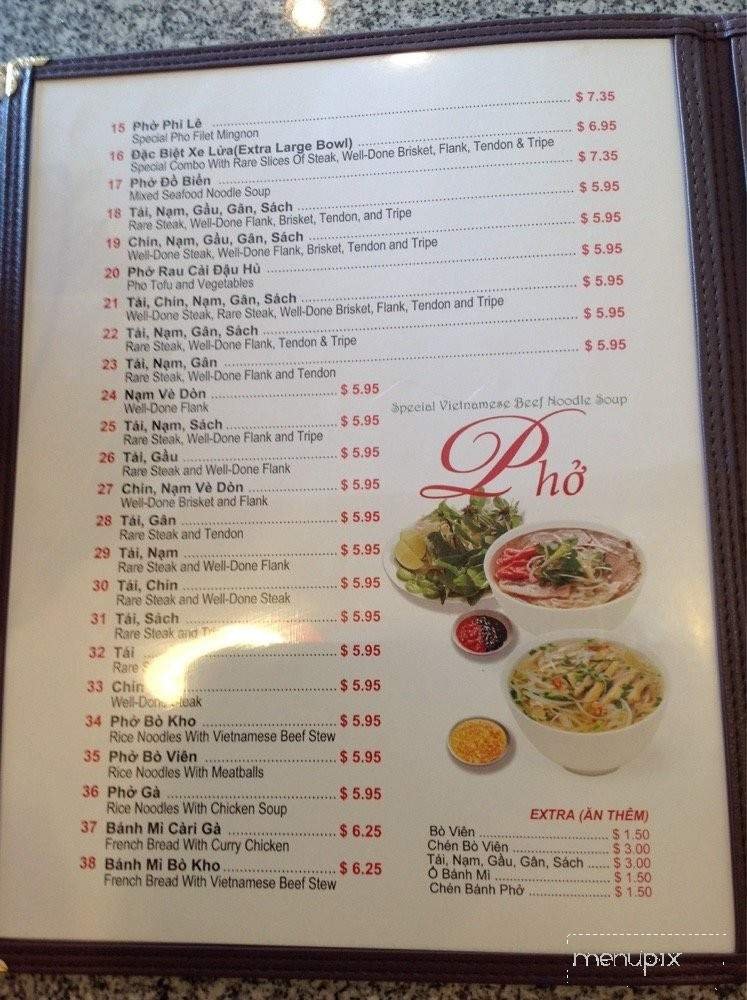 15 Phở Phi Lê $ 7.35
Special Pho Filet Mingnon
16 Đặc Biệt Xe Lửa(Extra Large Bowl) $ 6.95
Special Combo With Rare Slices Of Steak, Well-Done Brisket, Flank, Tendon & Tripe
17 Phở Đồ Biển $ 7.35
Mixed Seafood Noodle Soup
18 Tái, Nạm, Gầu, Gân, Sách $ 5.95
Rare Steak, Well-Done Flank, Brisket, Tendon, and Tripe
19 Chín, Nạm, Gầu, Gân, Sách $ 5.95
Well-Done Steak, Well-Done Flank, Brisket, Tendon and Tripe
20 Phở Rau Cải Đậu Hủ $ 5.95
Pho Tofu and Vegetables
21 Tái, Chín, Nạm, Gân, Sách $ 5.95
Well-Done Steak, Rare Steak, Well-Done Brisket, Flank, Tendon and Tripe
22 Tái, Nạm, Gân, Sách $ 5.95
Rare Steak, Well-Done Flank, Tendon & Tripe
23 Tái, Nạm, Gân $ 5.95
Rare Steak, Well-Done Flank and Tendon
24 Nạm Vè Dòn $ 5.95
Well-Done Flank
25 Tái, Nạm, Sách $ 5.95
Rare Steak, Well-Done Flank and Tripe
26 Tái, Gầu $ 5.95
Rare Steak and Well-Done Flank
27 Chín, Nạm Vè Dòn $ 5.95
Well-Done Brisket and Flank
28 Tái, Gân $ 5.95
Rare Steak and Tendon
29 Tái, Nạm $ 5.95
Rare Steak and Well-Done Flank
30 Tái, Chín $ 5.95
Rare Steak and Well-Done Steak
31 Tái, Sách $ 5.95
Rare Steak and
32 Tái $ 5.95
Rare
33 Chín $ 5.95
Well-Done Steak
34 Phở Bò Kho $ 5.95
Rice Noodles With Vietnamese Beef Stew
35 Phở Bò Viên $ 5.95
Rice Noodles With Meatballs
36 Phở Gà $ 5.95
Rice Noodles With Chicken Soup
37 Bánh Mì Càri Gà $ 6.25
French Bread With Curry Chicken
38 Bánh Mì Bò Kho $ 6.25
French Bread With Vietnamese Beef Stew
Special Vietnamese Beef Noodle Soup
Phở
EXTRA (ĂN THÊM)
Bò Viên $ 1.50
Chén Bò Viên $ 3.00
Tái, Nạm, Gầu, Gân, Sách $ 3.00
Ổ Bánh Mì $ 1.50
Chén Bánh Phở $ 1.50
menupix